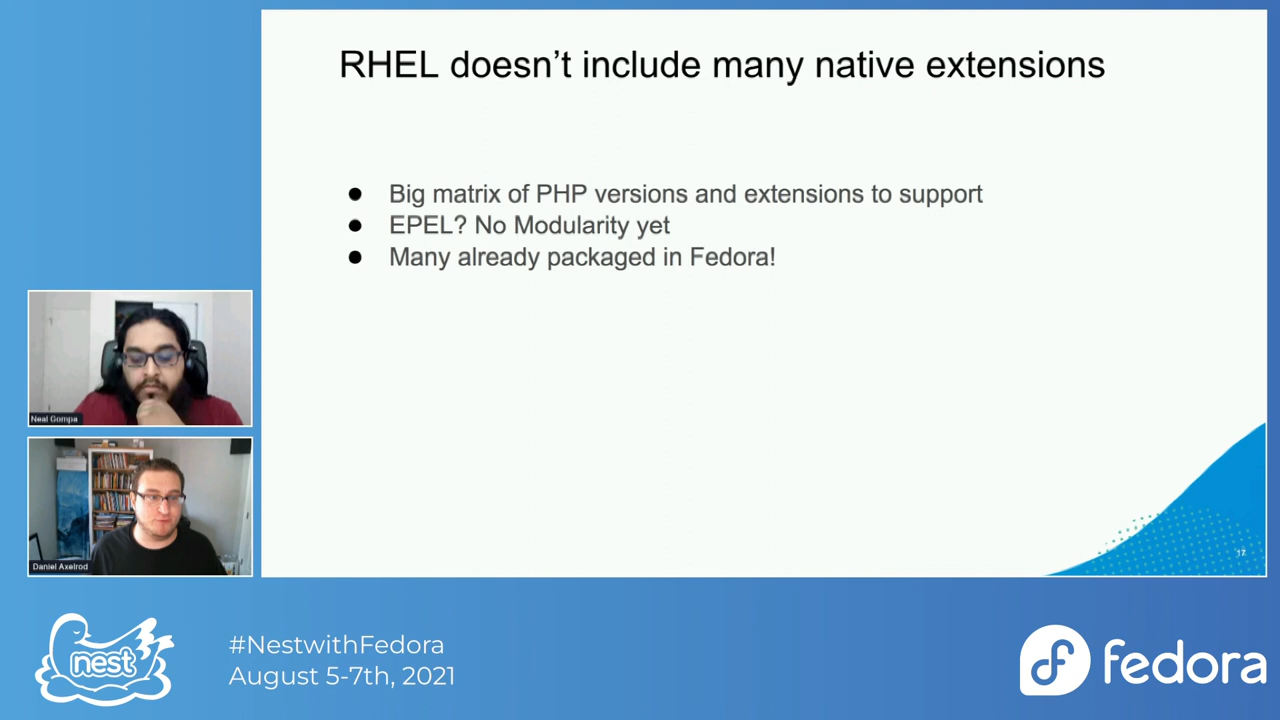 RHEL doesn't include many native extensions
● Big matrix of PHP versions and extensions to support
● EPEL? No Modularity yet
● Many already packaged in Fedora!
Neal Gompa
Daniel Axelrod
17
nest
#NestwithFedora
August 5-7th, 2021
fedora